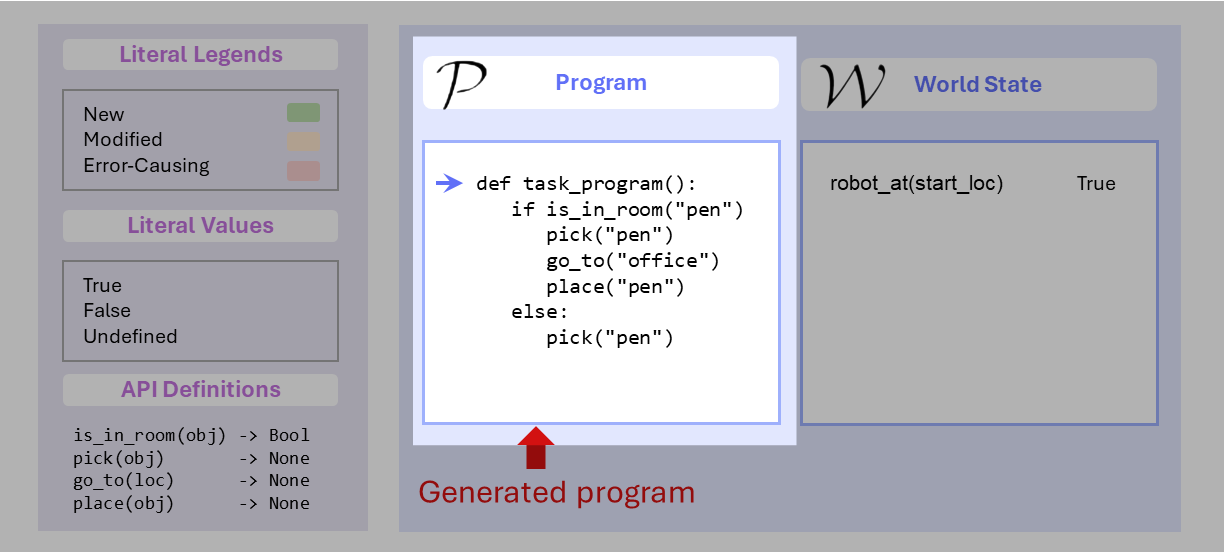 Literal Legends
New
Modified
Error-Causing
Literal Values
True
False
Undefined
API Definitions
is_in_room(obj) -> Bool
pick(obj) -> None
go_to(loc) -> None
place(obj) -> None
P
Program
def task_program():
if is_in_room("pen")
pick("pen")
go_to("office")
place("pen")
else:
pick("pen")
Generated program
W
World State
robot_at(start_loc) True